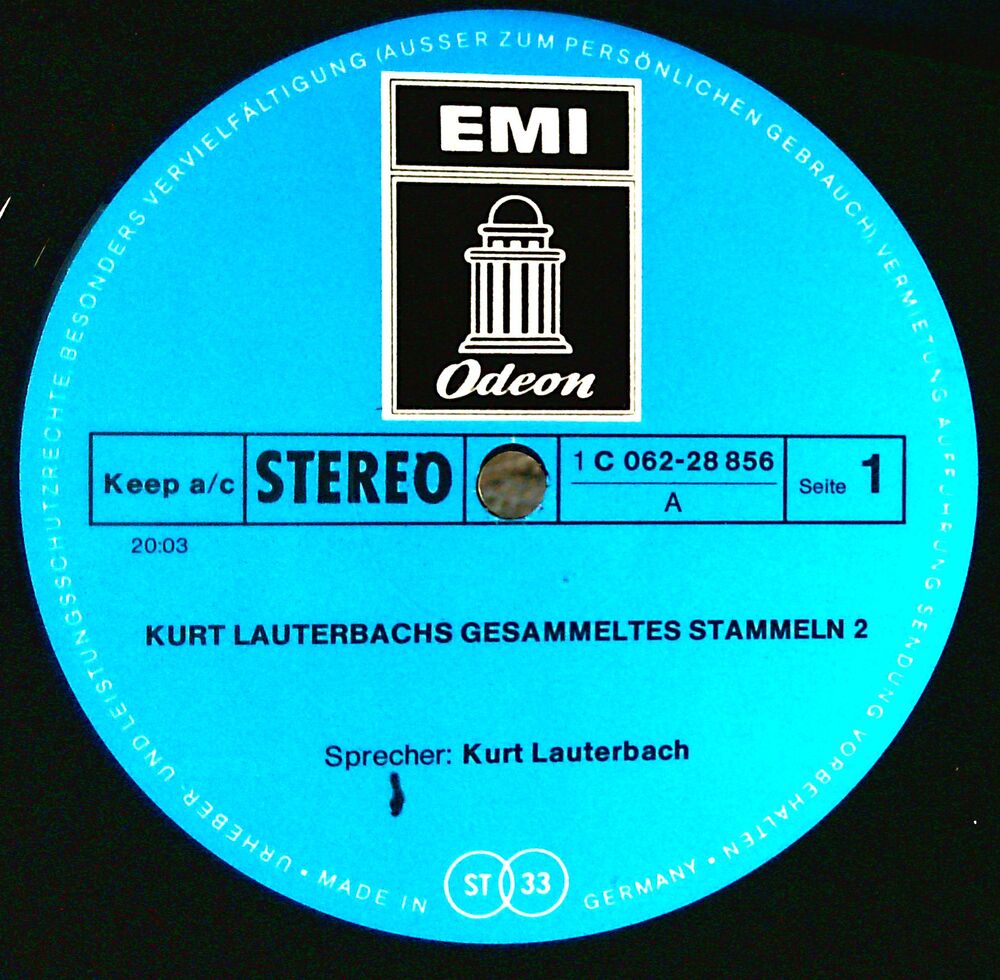 URHEBER- UND LEISTUNGSSCHUTZRECHTE, BESONDERS VERVIELFÄLTIGUNG (AUSSER ZUM PERSÖNLICHEN GEBRAUCH), VERMIETUNG AUFFÜHRUNG SENDUNG VORBEHALTEN •
EMI
Odeon
Keep a/c
STEREO
1 C 062-28 856
A
Seite 1
20:03
KURT LAUTERBACHS GESAMMELTES STAMMELN 2
Sprecher: Kurt Lauterbach
• MADE IN
ST 33
GERMANY